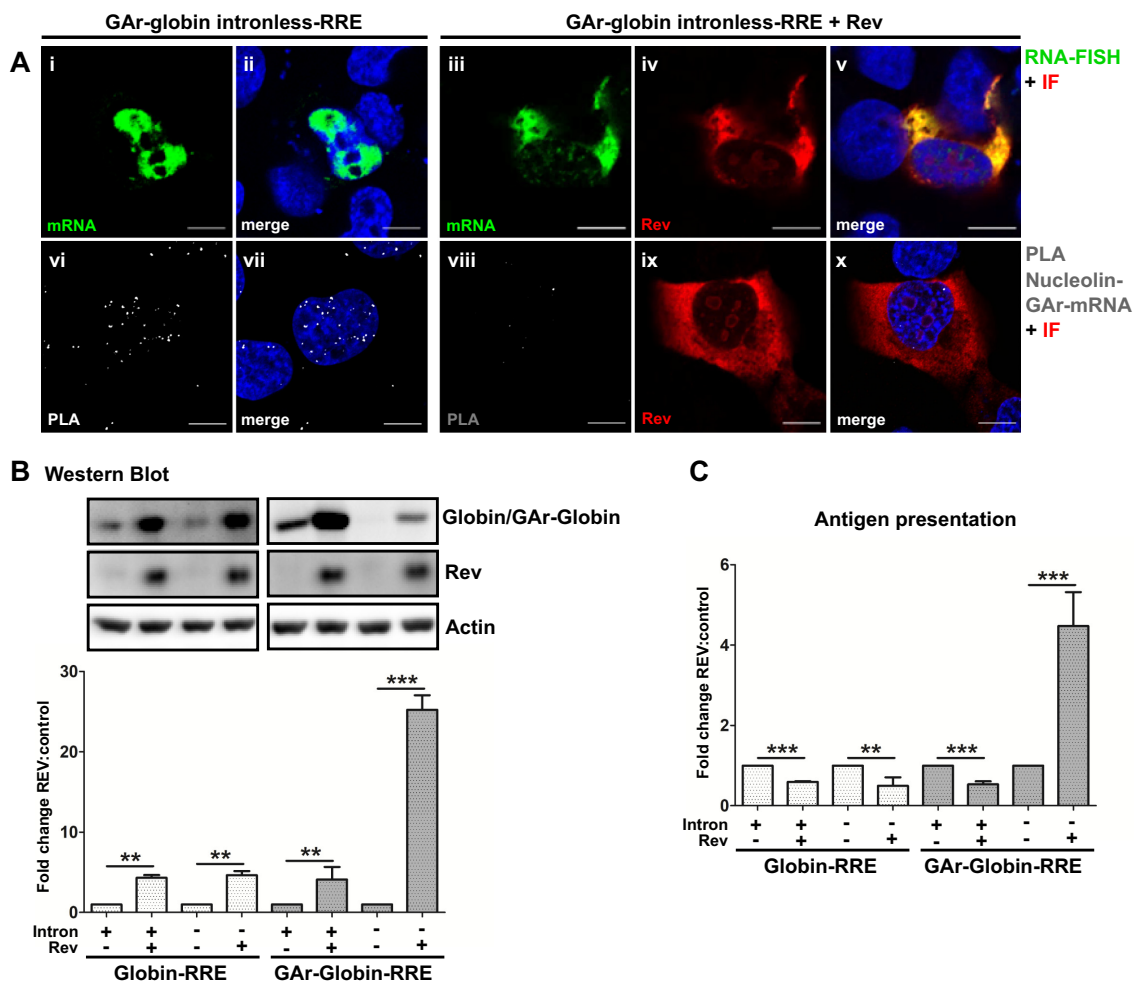 GAr-globin intronless-RRE
GAr-globin intronless-RRE + Rev
A
i
ii
iii
iv
v
RNA-FISH
+ IF
mRNA
merge
mRNA
Rev
merge
vi
vii
viii
ix
x
PLA
Nucleolin-
GAr-mRNA
+ IF
PLA
merge
PLA
Rev
merge
B Western Blot
Globin/GAr-Globin
Rev
Actin
Fold change REV:control
30
20
10
0
**
**
**
***
Intron + + - - + + - -
Rev - + - + - + - +
Globin-RRE
GAr-Globin-RRE
C
Antigen presentation
Fold change REV:control
6
4
2
0
***
**
***
***
Intron + + - - + + - -
Rev - + - + - + - +
Globin-RRE
GAr-Globin-RRE